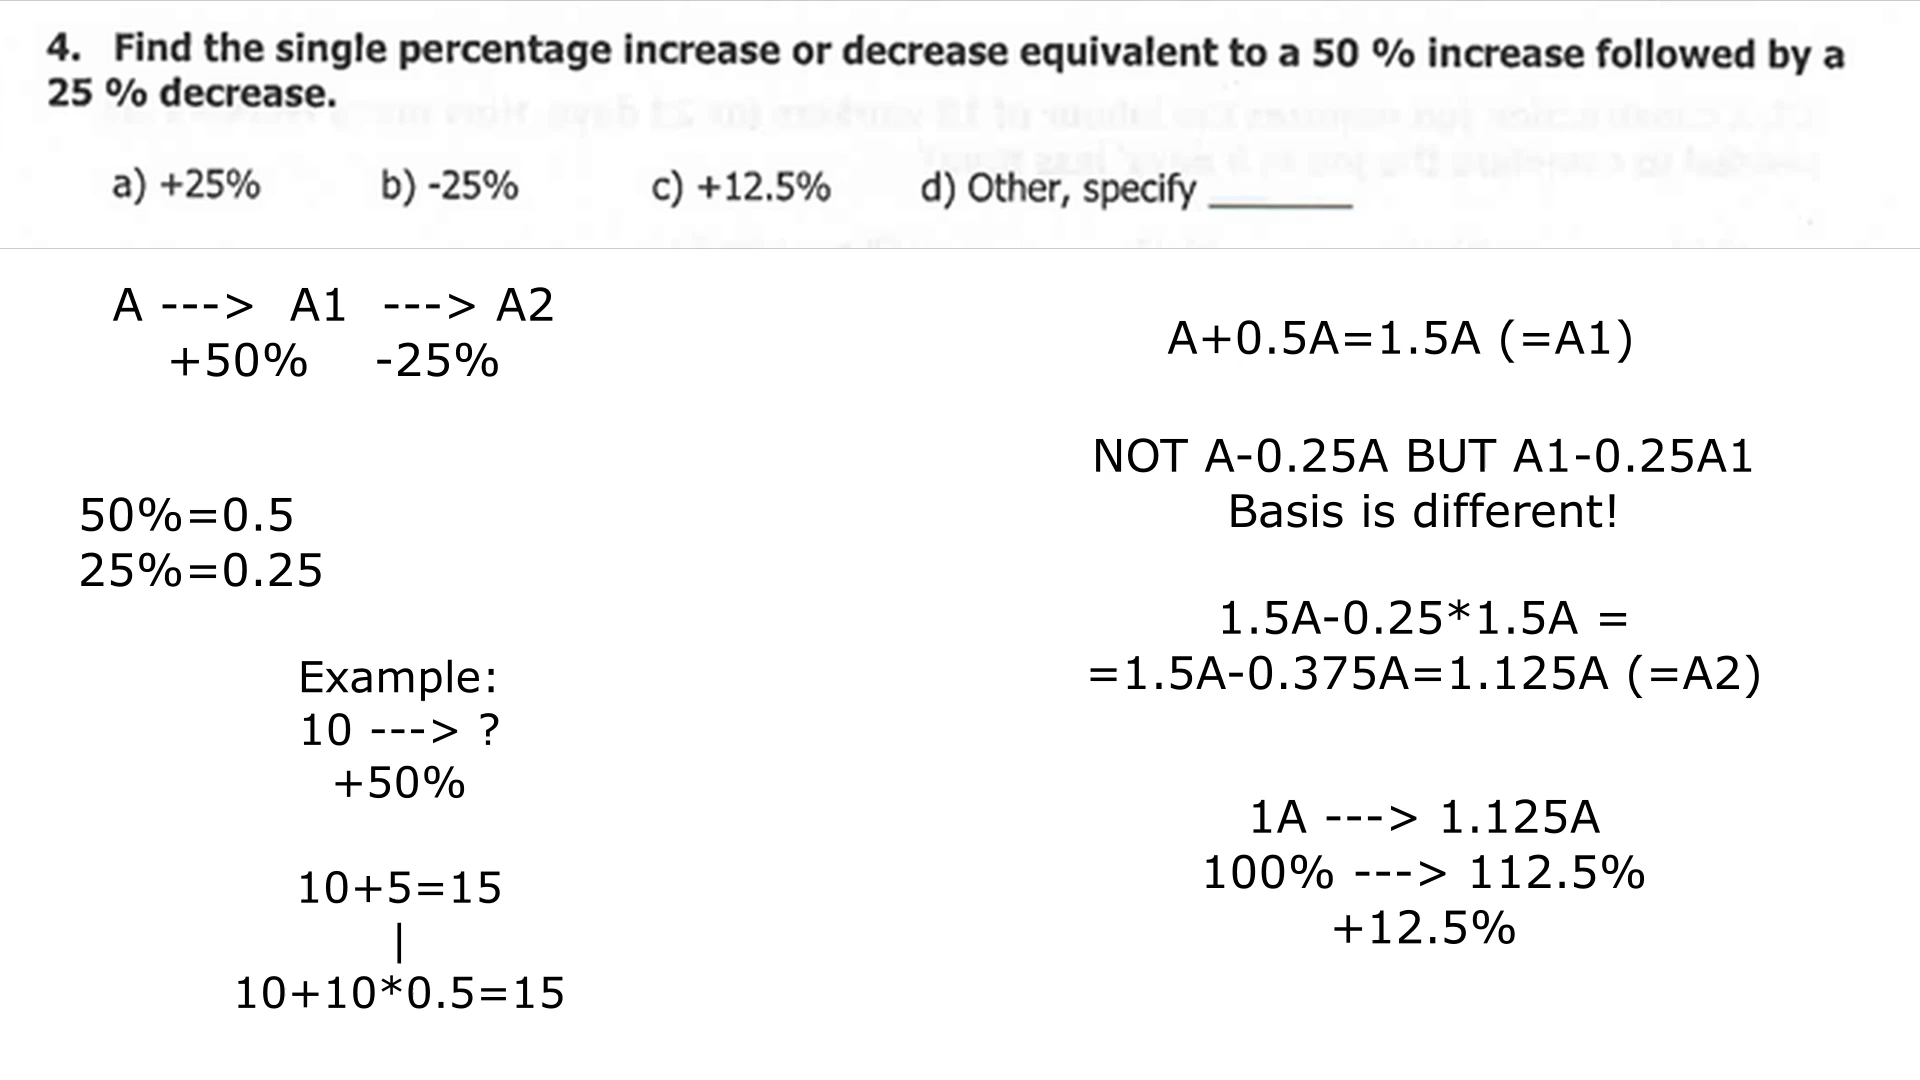 4. Find the single percentage increase or decrease equivalent to a 50 % increase followed by a
25 % decrease.
a) +25% b) -25% c) +12.5% d) Other, specify ________
A ---> A1 ---> A2
+50% -25%
50%=0.5
25%=0.25
Example:
10 ---> ?
+50%
10+5=15
|
10+10*0.5=15
A+0.5A=1.5A (=A1)
NOT A-0.25A BUT A1-0.25A1
Basis is different!
1.5A-0.25*1.5A =
=1.5A-0.375A=1.125A (=A2)
1A ---> 1.125A
100% ---> 112.5%
+12.5%